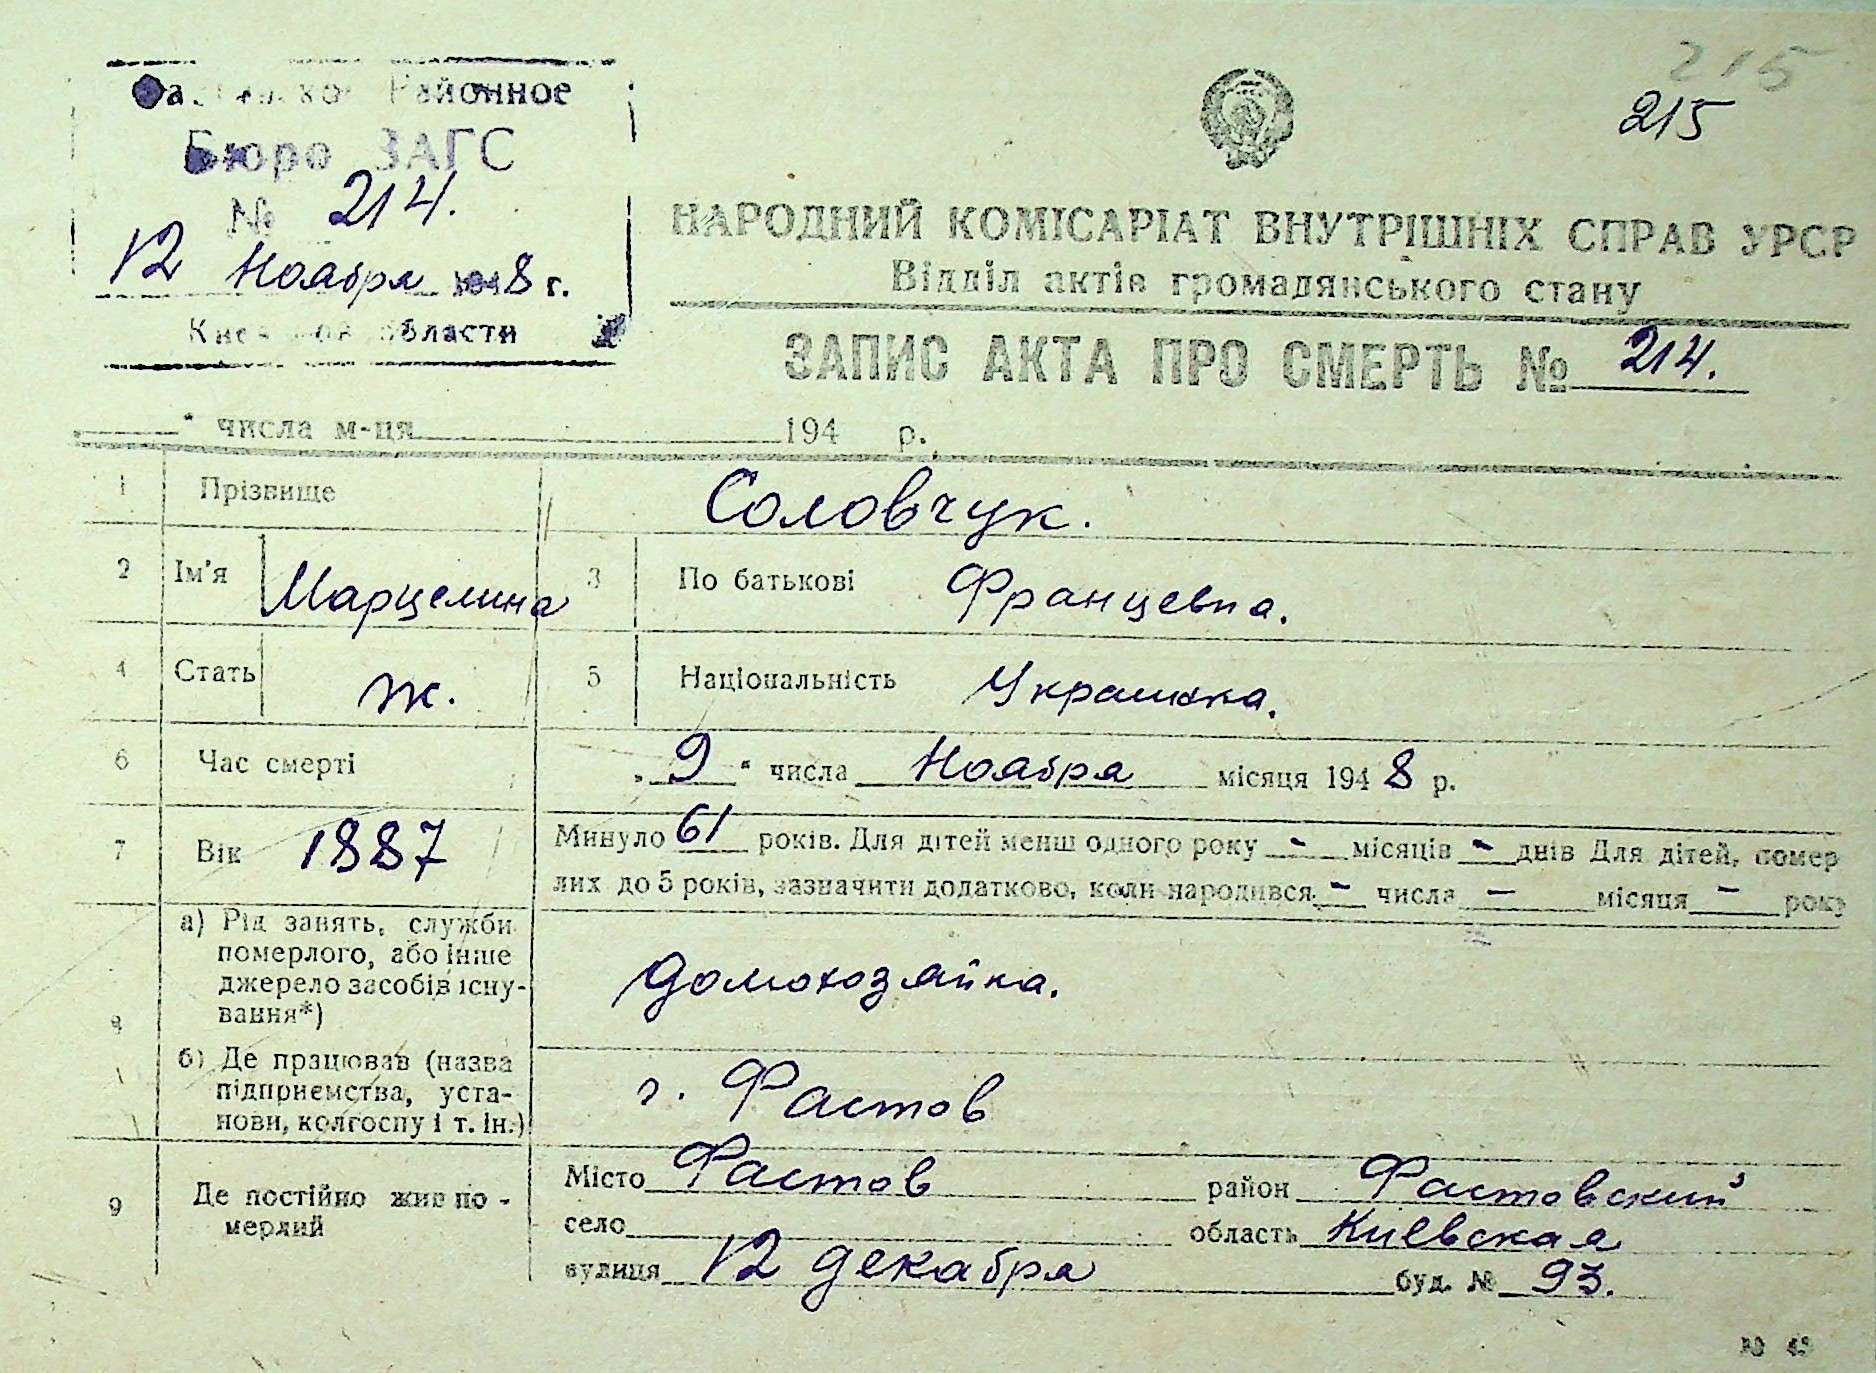 215
215
Районное
Бюро ЗАГС
№ 214.
12 Ноября 1948 г.
области
НАРОДНИЙ КОМІСАРІАТ ВНУТРІШНІХ СПРАВ УРСР
Відділ актів громадянського стану
ЗАПИС АКТА ПРО СМЕРТЬ № 214.
" числа м-ця 194 р.
1 Прізвище Соловчук.
2 Ім'я Марцелина 3 По батькові Францевна.
4 Стать ж. 5 Національність Украинка.
6 Час смерті „ 9 " числа Ноября місяця 1948 р.
7 Вік 1887 Минуло 61 років. Для дітей менш одного року - місяців - днів Для дітей, помер
лих до 5 років, зазначити додатково, коли народився - числа - місяця - року
8 а) Рід занять, служби
померлого, або інше
джерело засобів існу-
вання*)
домохозяйка.
б) Де працював (назва
підприємства, уста-
нови, колгоспу і т. ін.)
г. Фастов
9 Де постійно жив по-
мерлий
Місто Фастов район Фастовский
село область Киевская
вулиця 12 декабря буд. № 93.